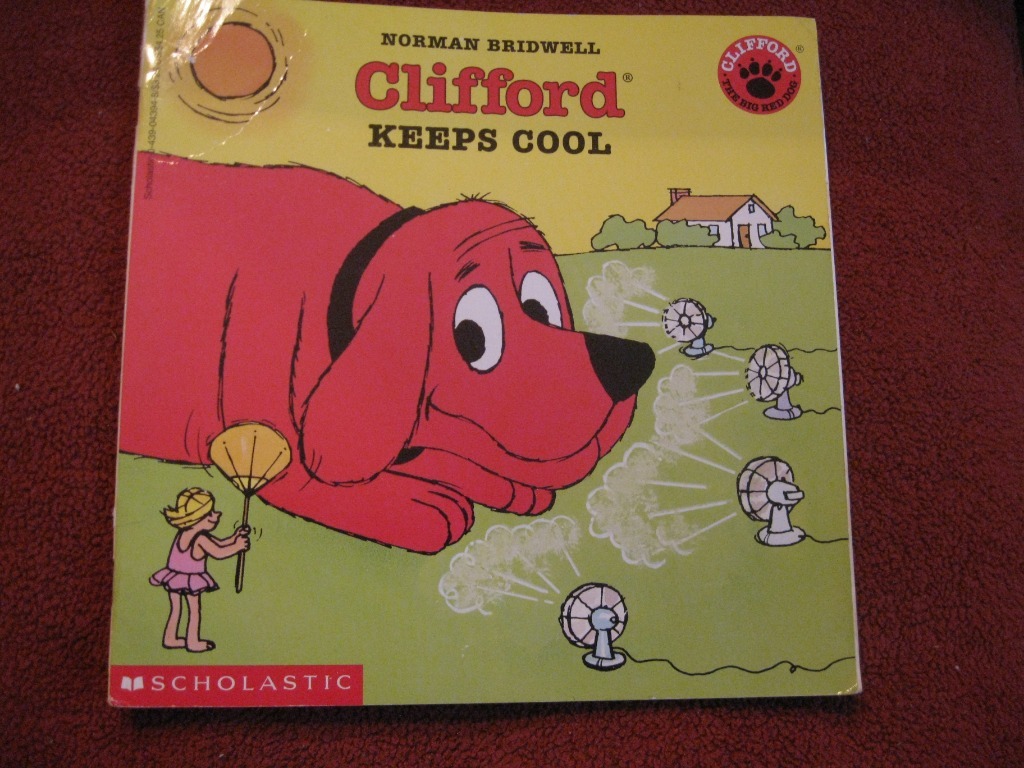 NORMAN BRIDWELL
Clifford®
KEEPS COOL
CLIFFORD®
THE BIG RED DOG
SCHOLASTIC